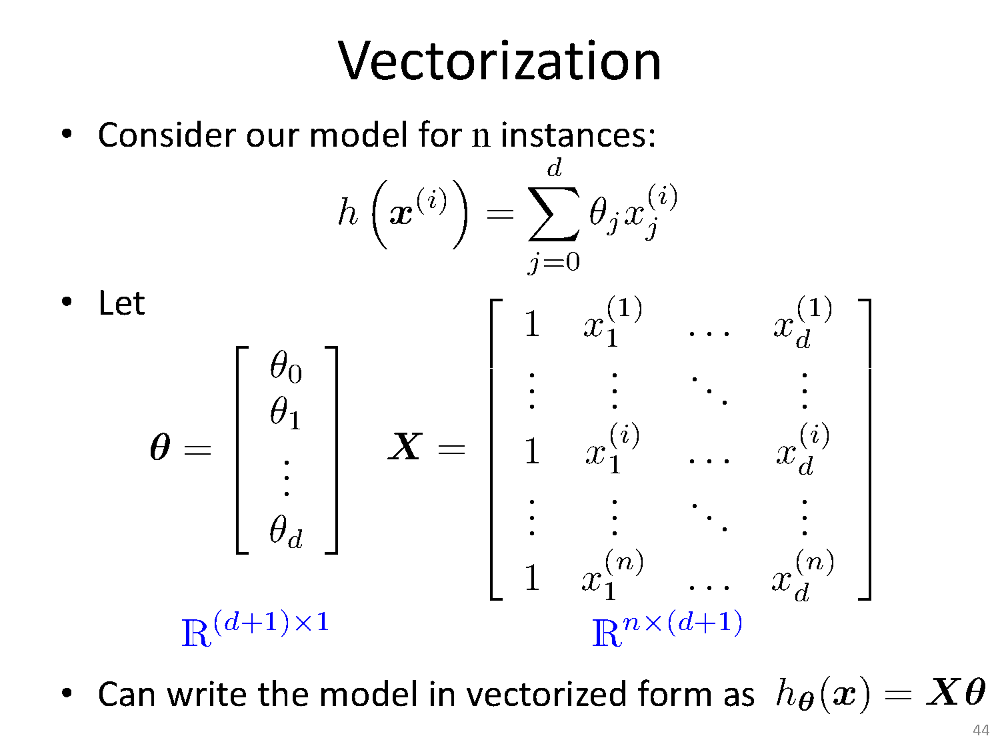 Vectorization
• Consider our model for n instances:
$h\left(\boldsymbol{x}^{(i)}\right) = \sum_{j=0}^{d} \theta_j x_j^{(i)}$
• Let
$\boldsymbol{\theta} = \begin{bmatrix} \theta_0 \\ \theta_1 \\ \vdots \\ \theta_d \end{bmatrix}$ $\boldsymbol{X} = \begin{bmatrix} 1 & x_1^{(1)} & \ldots & x_d^{(1)} \\ \vdots & \vdots & \ddots & \vdots \\ 1 & x_1^{(i)} & \ldots & x_d^{(i)} \\ \vdots & \vdots & \ddots & \vdots \\ 1 & x_1^{(n)} & \ldots & x_d^{(n)} \end{bmatrix}$
$\mathbb{R}^{(d+1)\times 1}$ $\mathbb{R}^{n\times(d+1)}$
• Can write the model in vectorized form as $h_{\boldsymbol{\theta}}(\boldsymbol{x}) = \boldsymbol{X}\boldsymbol{\theta}$
44